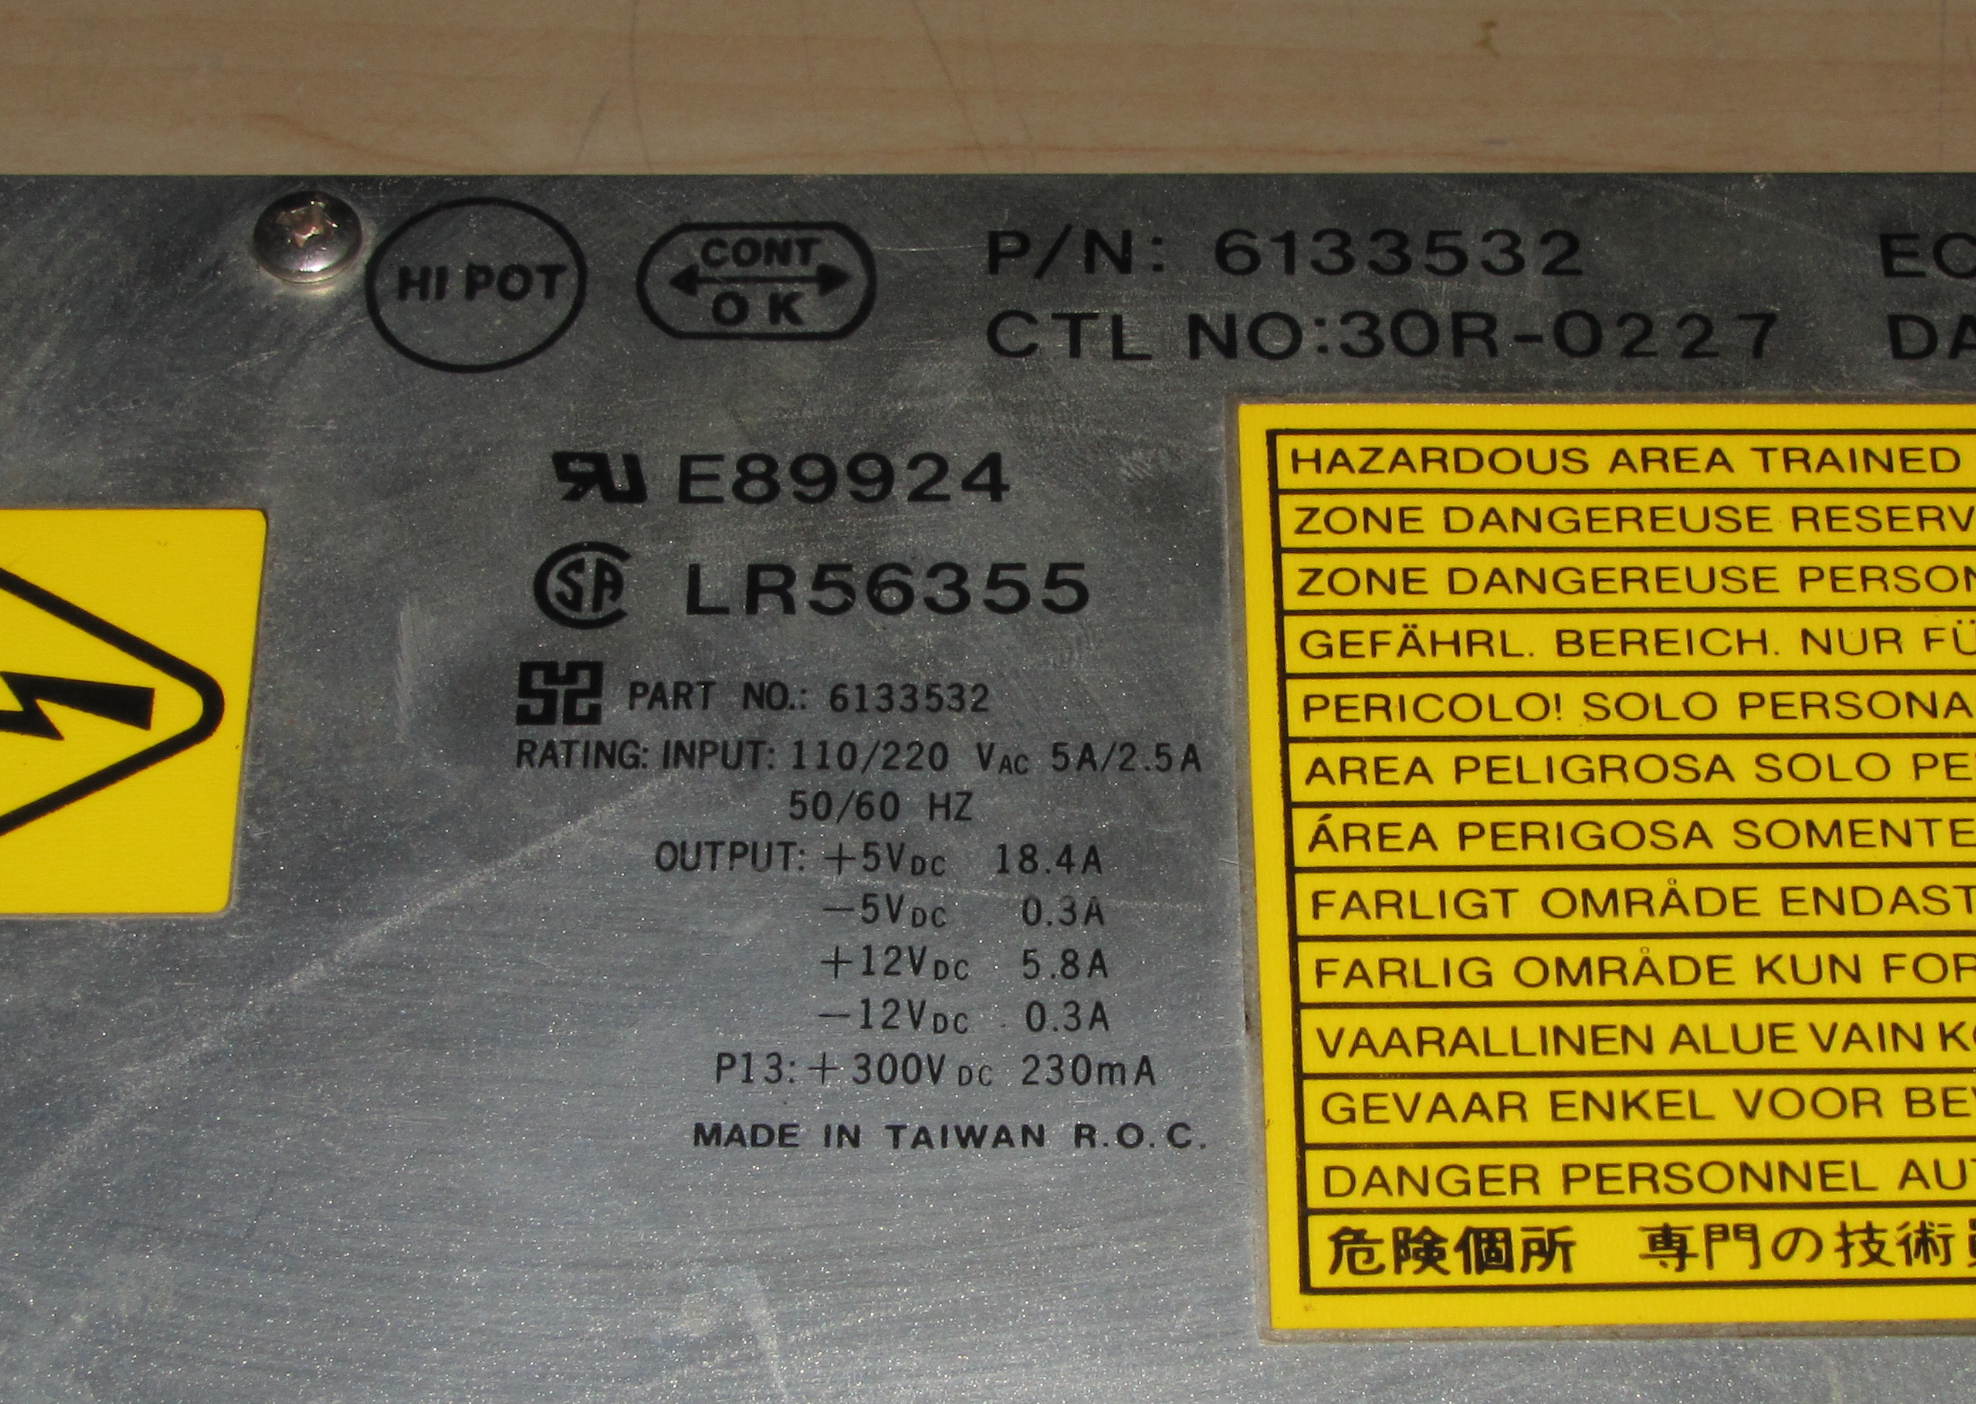 HI POT
CONT
OK
P/N: 6133532
EC
CTL NO:30R-0227
DA
E89924
LR56355
PART NO.: 6133532
RATING: INPUT: 110/220 VAC 5A/2.5A
50/60 HZ
OUTPUT: +5VDC 18.4A
-5VDC 0.3A
+12VDC 5.8A
-12VDC 0.3A
P13: +300VDC 230mA
MADE IN TAIWAN R.O.C.
HAZARDOUS AREA TRAINED
ZONE DANGEREUSE RESERV
ZONE DANGEREUSE PERSON
GEFÄHRL. BEREICH. NUR FÜ
PERICOLO! SOLO PERSONA
AREA PELIGROSA SOLO PE
ÁREA PERIGOSA SOMENTE
FARLIGT OMRÅDE ENDAST
FARLIG OMRÅDE KUN FOR
VAARALLINEN ALUE VAIN K
GEVAAR ENKEL VOOR BEV
DANGER PERSONNEL AUT
危険個所 専門の技術員